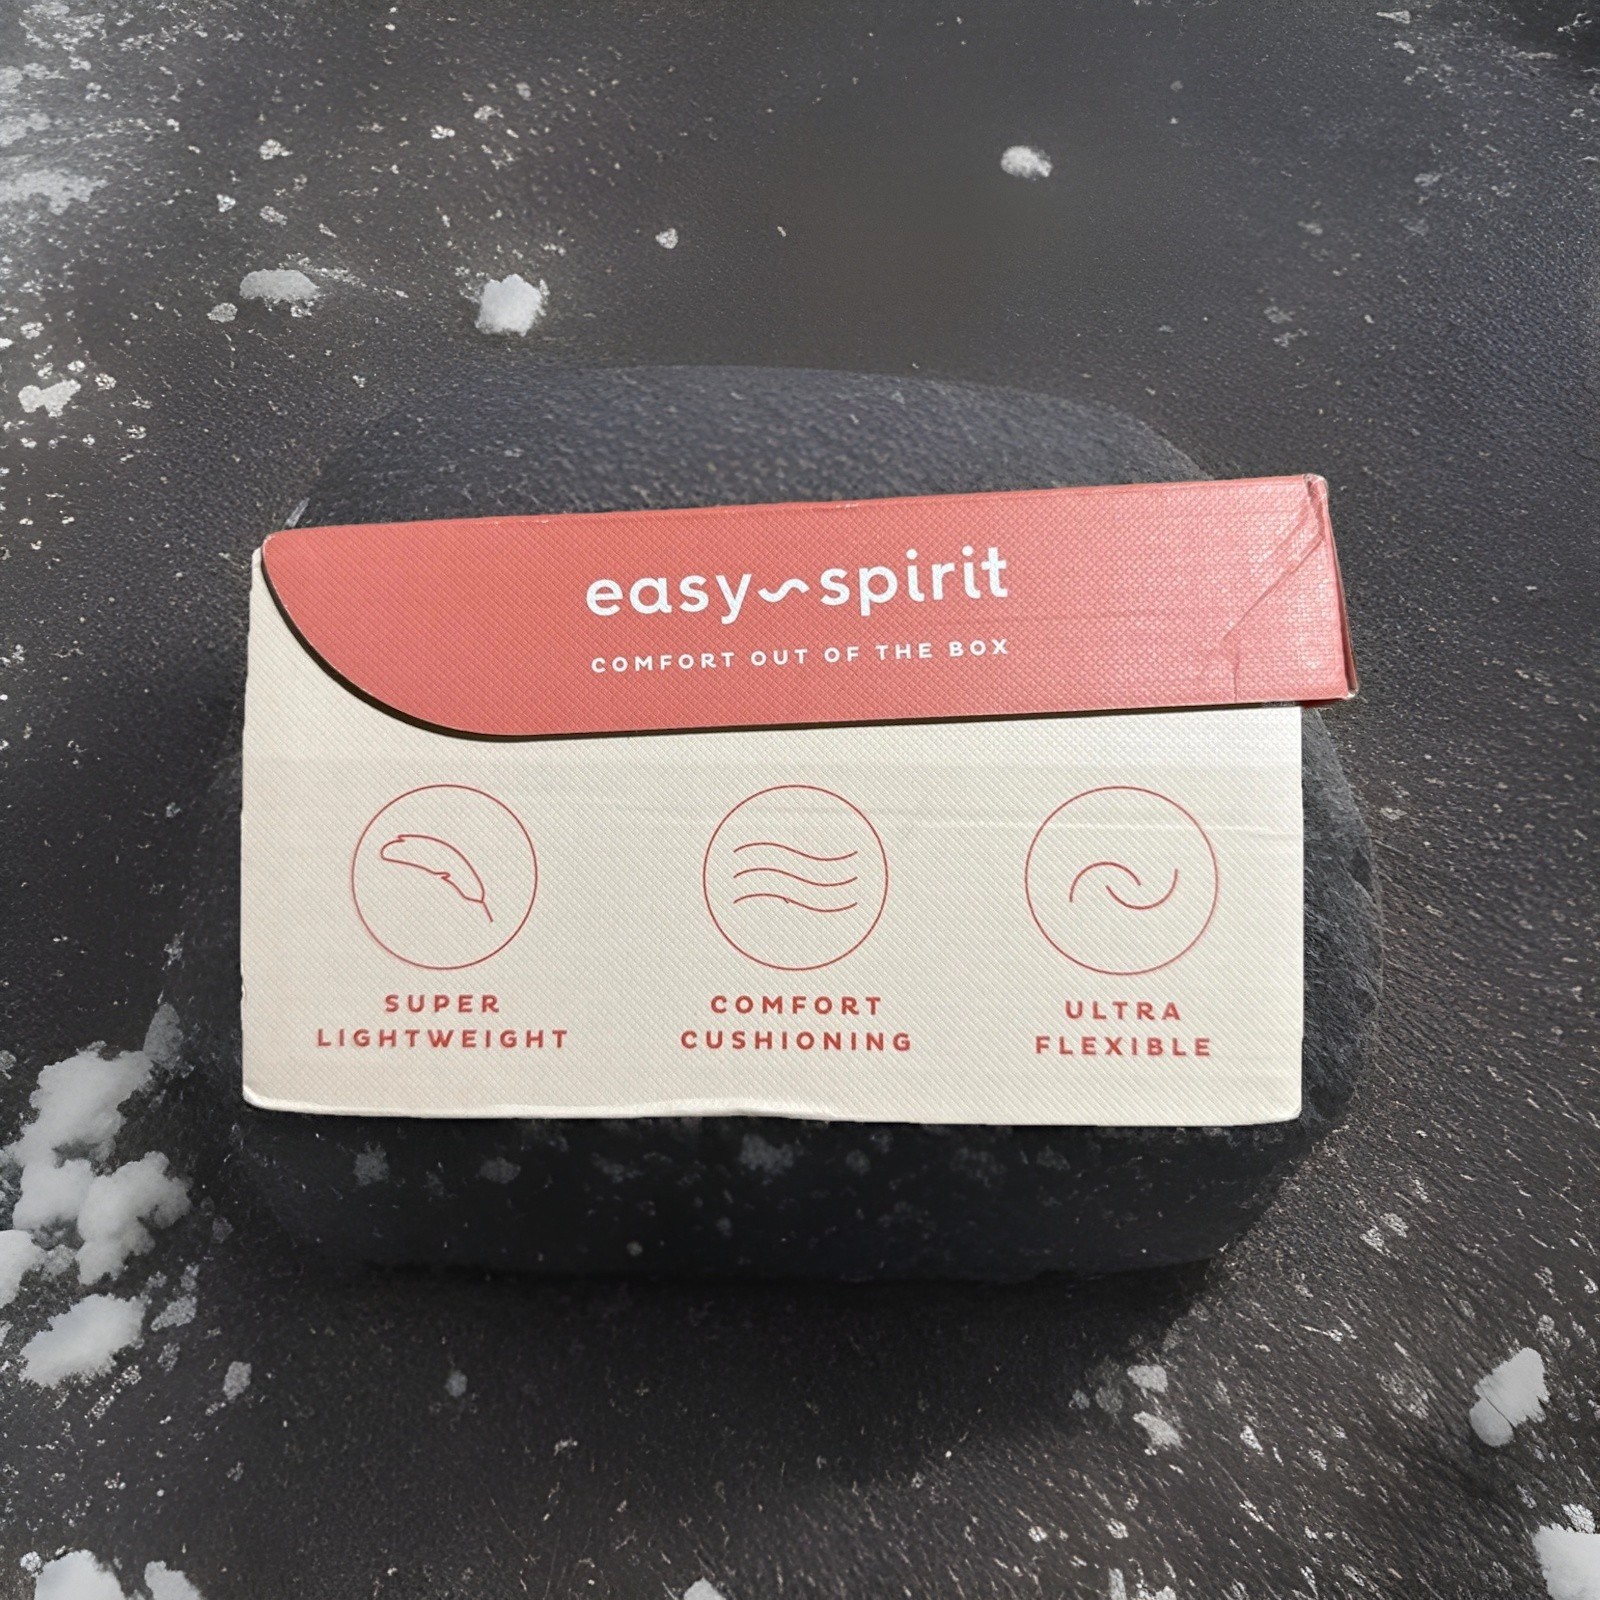 easy~spirit
COMFORT OUT OF THE BOX
SUPER
LIGHTWEIGHT
COMFORT
CUSHIONING
ULTRA
FLEXIBLE